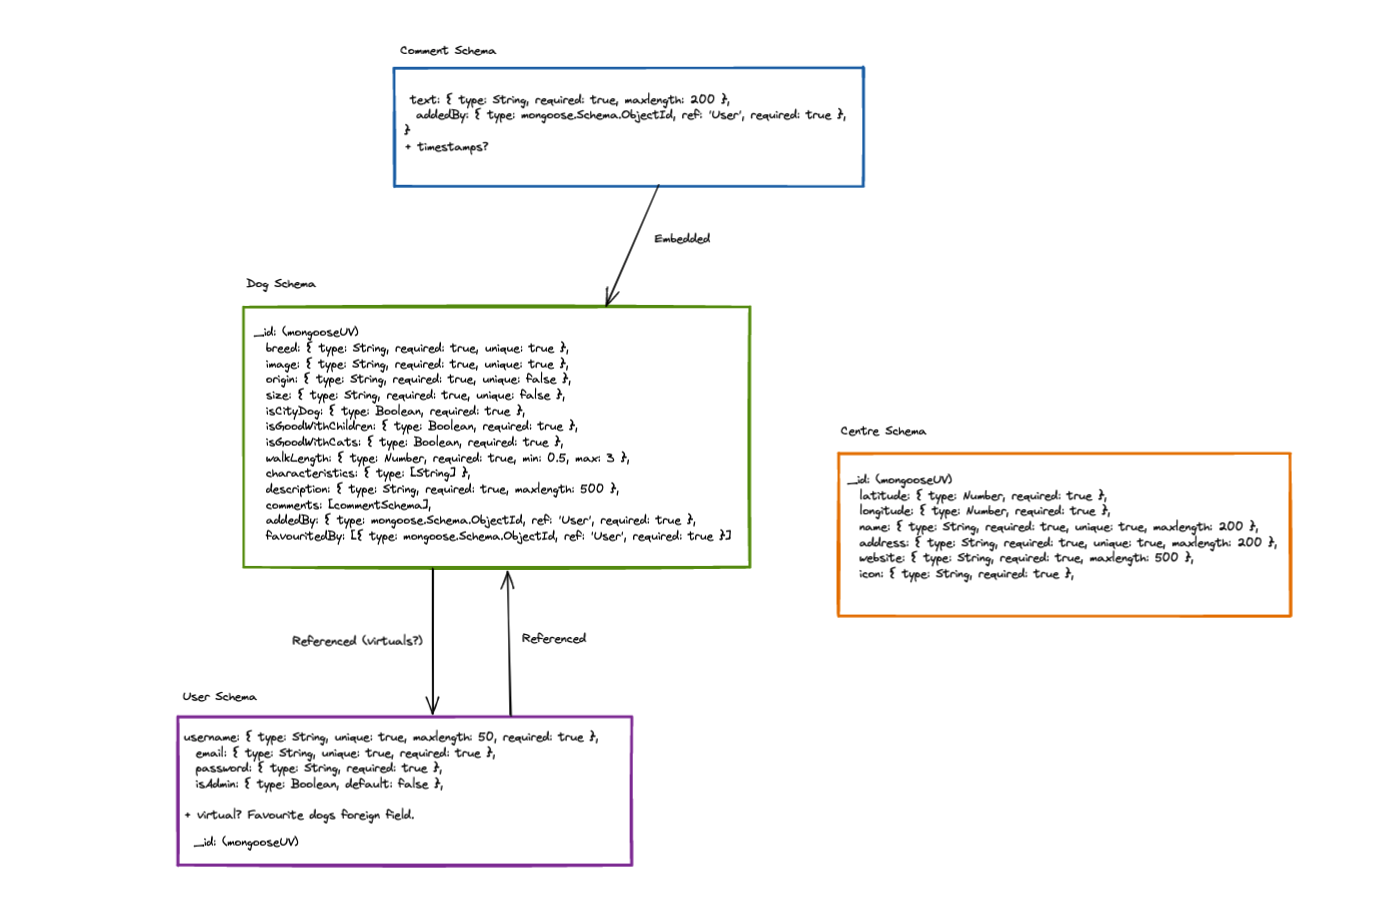 Comment Schema
text: { type: String, required: true, maxlength: 200 },
addedBy: { type: mongoose.Schema.ObjectId, ref: 'User', required: true },
}
+ timestamps?
Embedded
Dog Schema
_id: (mongooseUV)
breed: { type: String, required: true, unique: true },
image: { type: String, required: true, unique: true },
origin: { type: String, required: true, unique: false },
size: { type: String, required: true, unique: false },
isCityDog: { type: Boolean, required: true },
isGoodWithChildren: { type: Boolean, required: true },
isGoodWithCats: { type: Boolean, required: true },
walkLength: { type: Number, required: true, min: 0.5, max: 3 },
characteristics: { type: [String] },
description: { type: String, required: true, maxlength: 500 },
comments: [commentSchema],
addedBy: { type: mongoose.Schema.ObjectId, ref: 'User', required: true },
favouritedBy: [{ type: mongoose.Schema.ObjectId, ref: 'User', required: true }]
Centre Schema
_id: (mongooseUV)
latitude: { type: Number, required: true },
longitude: { type: Number, required: true },
name: { type: String, required: true, unique: true, maxlength: 200 },
address: { type: String, required: true, unique: true, maxlength: 200 },
website: { type: String, required: true, maxlength: 500 },
icon: { type: String, required: true },
Referenced (virtuals?)
Referenced
User Schema
username: { type: String, unique: true, maxlength: 50, required: true },
email: { type: String, unique: true, required: true },
password: { type: String, required: true },
isAdmin: { type: Boolean, default: false },
+ virtual? Favourite dogs foreign field.
_id: (mongooseUV)